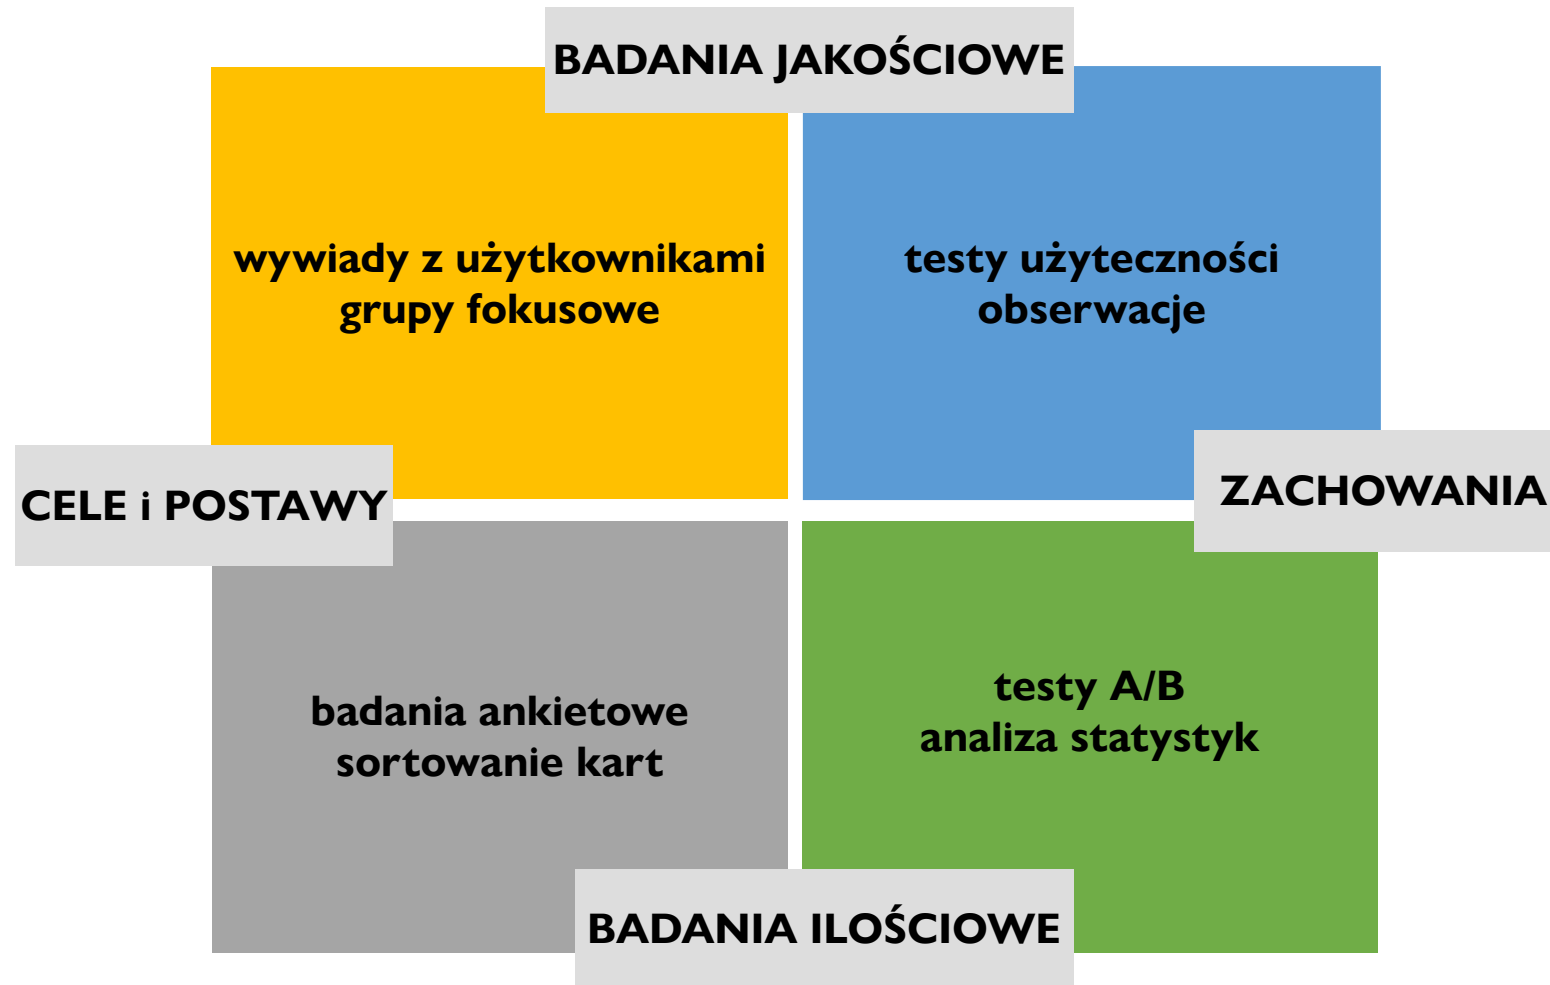 BADANIA JAKOŚCIOWE
wywiady z użytkownikami
grupy fokusowe
testy użyteczności
obserwacje
CELE i POSTAWY
ZACHOWANIA
badania ankietowe
sortowanie kart
testy A/B
analiza statystyk
BADANIA ILOŚCIOWE